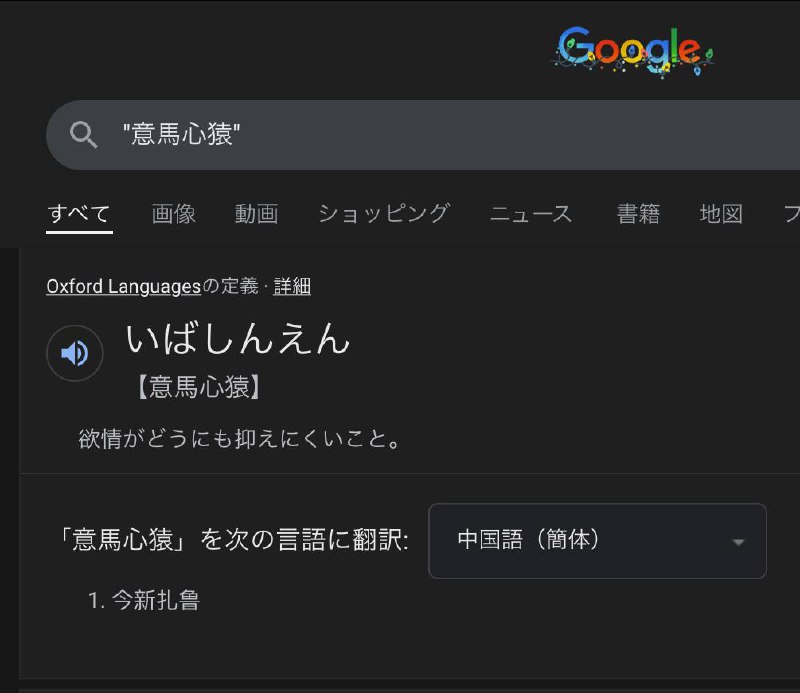 Google
"意馬心猿"
すべて 画像 動画 ショッピング ニュース 書籍 地図 フ
Oxford Languagesの定義 · 詳細
いばしんえん
【意馬心猿】
欲情がどうにも抑えにくいこと。
「意馬心猿」を次の言語に翻訳: 中国語（簡体）
1. 今新扎鲁